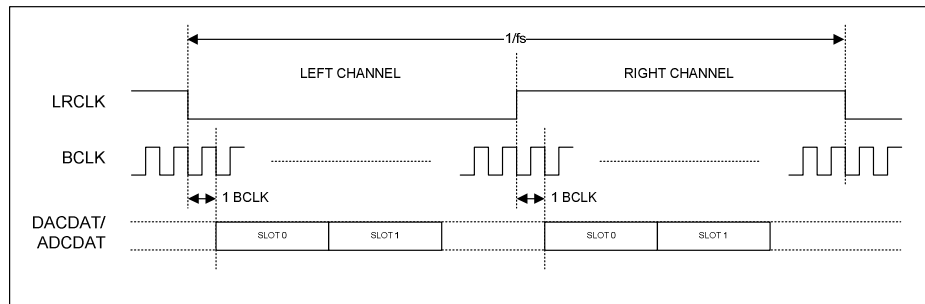 1/fs
LEFT CHANNEL RIGHT CHANNEL
LRCLK
BCLK
1 BCLK 1 BCLK
DACDAT/
ADCDAT
SLOT 0 SLOT 1 SLOT 0 SLOT 1